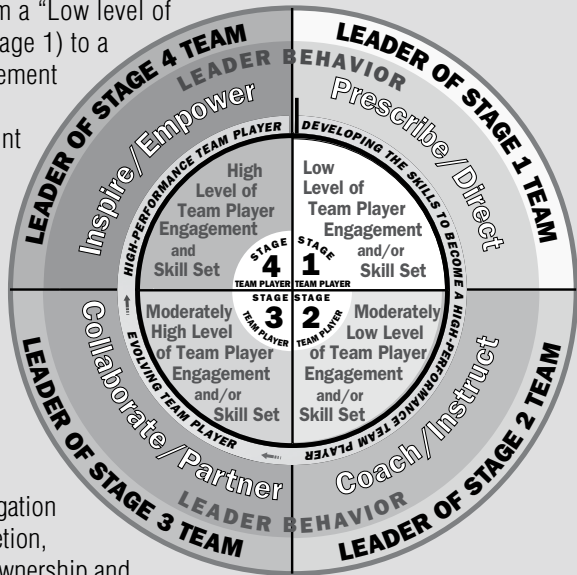 m a “Low level of
age 1) to a
ement
nt
gation
etion,
ownership and
LEADER OF STAGE 4 TEAM
LEADER OF STAGE 1 TEAM
LEADER BEHAVIOR
Inspire/Empower
Prescribe/Direct
HIGH-PERFORMANCE TEAM PLAYER
DEVELOPING THE SKILLS TO BECOME A HIGH-PERFORMANCE TEAM PLAYER
High
Level of
Team Player
Engagement
and
Skill Set
Low
Level of
Team Player
Engagement
and/or
Skill Set
STAGE
4
TEAM PLAYER
STAGE
1
TEAM PLAYER
STAGE
3
TEAM PLAYER
STAGE
2
TEAM PLAYER
Moderately
High Level
of Team Player
Engagement
and/or
Skill Set
Moderately
Low Level
of Team Player
Engagement
and/or
Skill Set
EVOLVING TEAM PLAYER
Collaborate/Partner
Coach/Instruct
LEADER BEHAVIOR
LEADER OF STAGE 3 TEAM
LEADER OF STAGE 2 TEAM